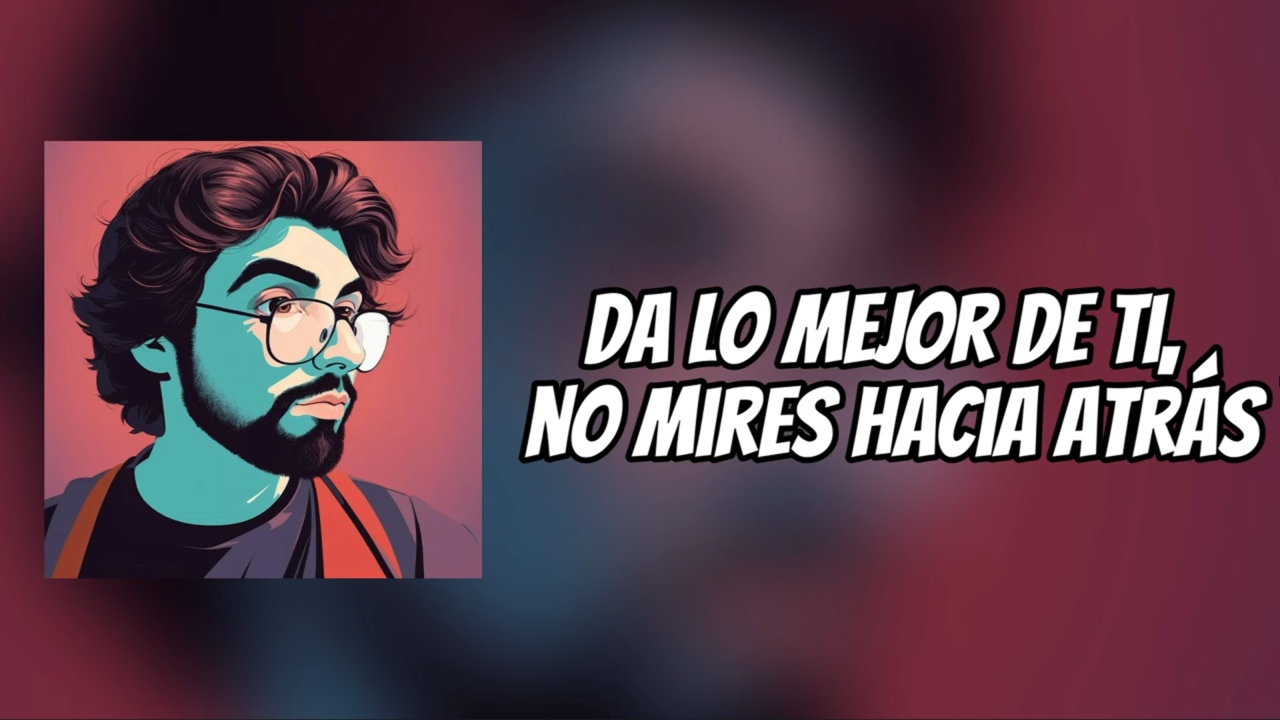 DA LO MEJOR DE TI,
NO MIRES HACIA ATRÁS